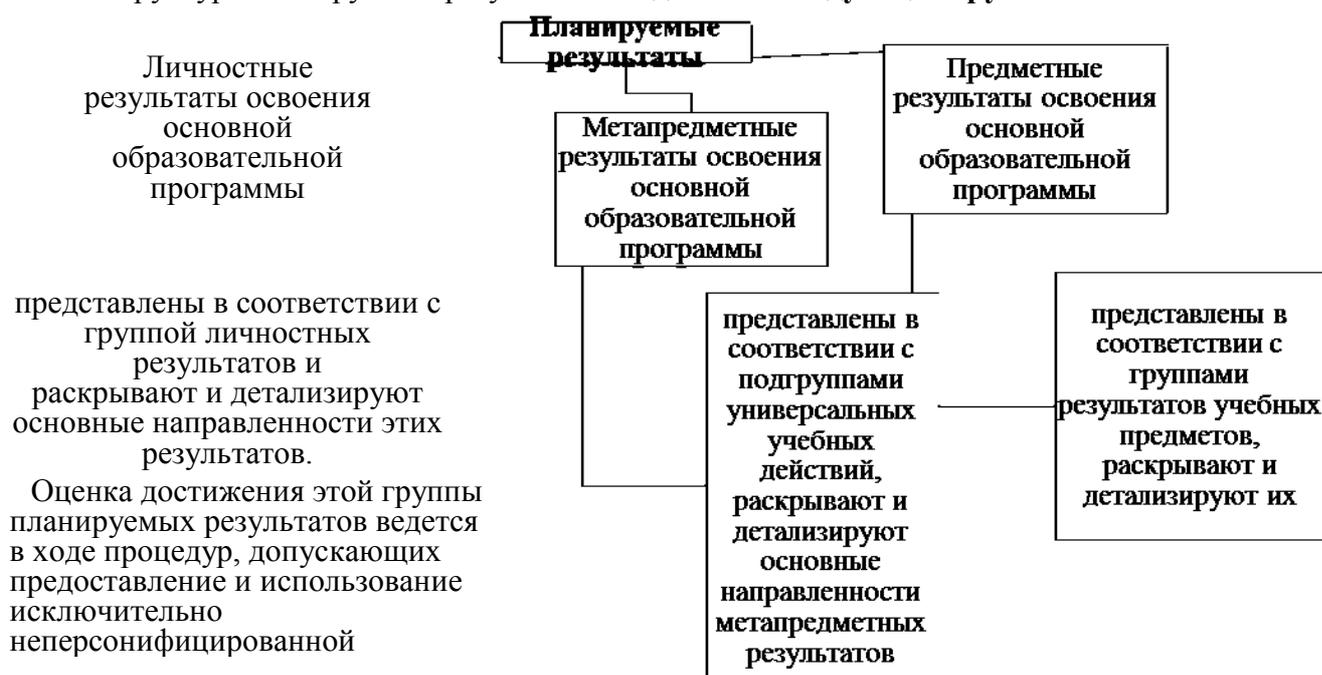 Планируемые
результаты
Личностные
результаты освоения
основной
образовательной
программы
Метапредметные
результаты освоения
основной
образовательной
программы
Предметные
результаты освоения
основной
образовательной
программы
представлены в соответствии с
группой личностных
результатов и
раскрывают и детализируют
основные направленности этих
результатов.
Оценка достижения этой группы
планируемых результатов ведется
в ходе процедур, допускающих
предоставление и использование
исключительно
неперсонифицированной
представлены в
соответствии с
подгруппами
универсальных
учебных
действий,
раскрывают и
детализируют
основные
направленности
метапредметных
результатов
представлены в
соответствии с
группами
результатов учебных
предметов,
раскрывают и
детализируют их